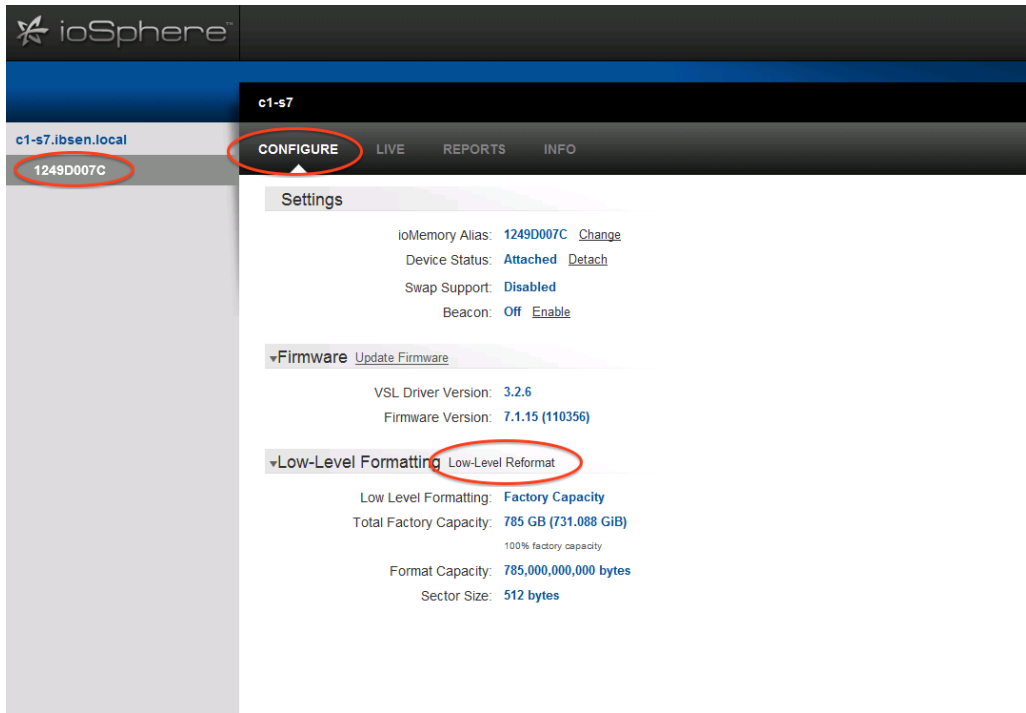 ioSphere™
c1-s7
c1-s7.ibsen.local
1249D007C
CONFIGURE LIVE REPORTS INFO
Settings
ioMemory Alias: 1249D007C Change
Device Status: Attached Detach
Swap Support: Disabled
Beacon: Off Enable
Firmware Update Firmware
VSL Driver Version: 3.2.6
Firmware Version: 7.1.15 (110356)
Low-Level Formatting Low-Level Reformat
Low Level Formatting: Factory Capacity
Total Factory Capacity: 785 GB (731.088 GiB)
100% factory capacity
Format Capacity: 785,000,000,000 bytes
Sector Size: 512 bytes